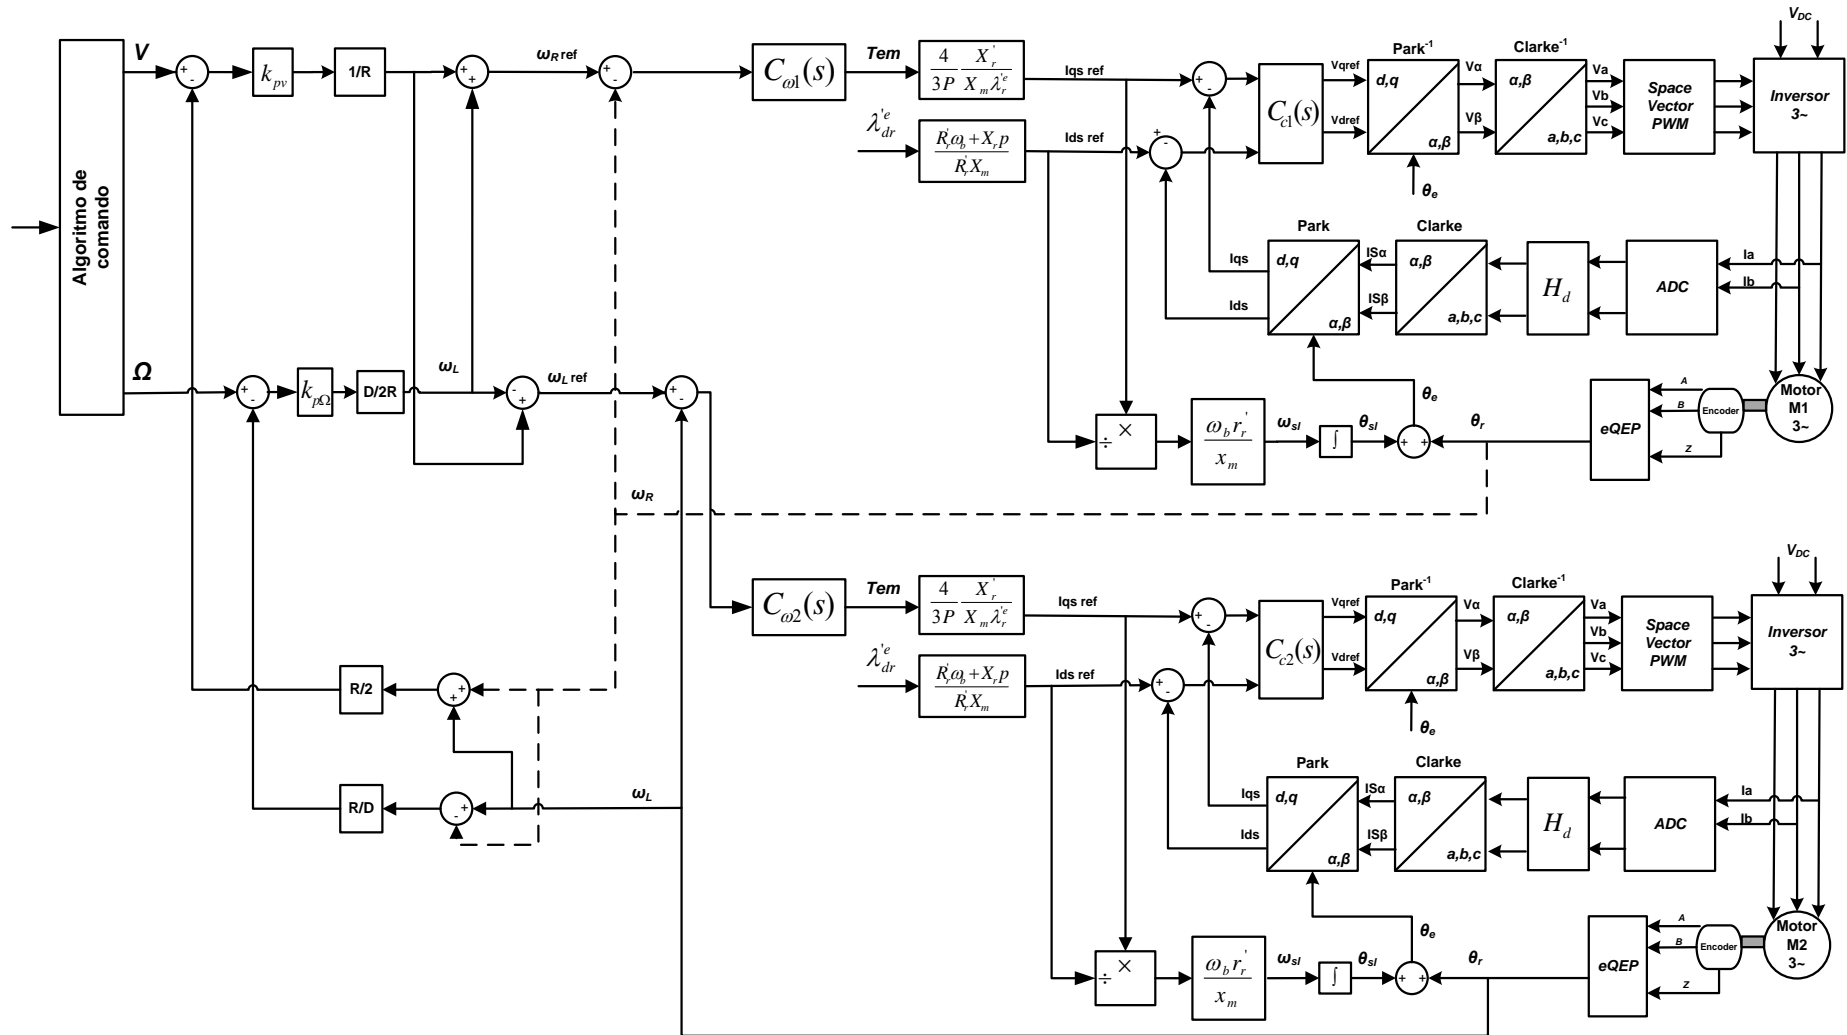 V_DC
Algoritmo de
comando
V
+
-
k_pv
1/R
+
+
ω_R ref
+
-
C_ω1(s)
Tem
4/3P X'_r/X_m λ'^e_r
Iqs ref
+
-
C_c1(s)
Vqref
Park⁻¹
d,q
α,β
θe
Vα
Clarke⁻¹
α,β
a,b,c
Va
Vb
Vc
Space
Vector
PWM
Inversor
3~
λ'^e_dr
R'_r ω_b + X_r p / R'_r X_m
Ids ref
+
-
Vdref
Vβ
Park
d,q
α,β
Iqs
Ids
ISα
ISβ
Clarke
α,β
a,b,c
H_d
ADC
Ia
Ib
Ω
+
-
k_pΩ
D/2R
ω_L
-
+
ω_L ref
+
-
÷ ×
ω_b r'_r / x_m
ω_sl
∫
θ_sl
+ +
θe
θr
eQEP
A
B
Z
Encoder
Motor
M1
3~
ω_R
V_DC
C_ω2(s)
Tem
4/3P X'_r/X_m λ'^e_r
Iqs ref
+
-
C_c2(s)
Vqref
Park⁻¹
d,q
α,β
θe
Vα
Clarke⁻¹
α,β
a,b,c
Va
Vb
Vc
Space
Vector
PWM
Inversor
3~
λ'^e_dr
R'_r ω_b + X_r p / R'_r X_m
Ids ref
+
-
Vdref
Vβ
R/2
+
+
R/D
+
-
ω_L
Park
d,q
α,β
Iqs
Ids
ISα
ISβ
Clarke
α,β
a,b,c
H_d
ADC
Ia
Ib
÷ ×
ω_b r'_r / x_m
ω_sl
∫
θ_sl
+ +
θe
θr
eQEP
A
B
Z
Encoder
Motor
M2
3~